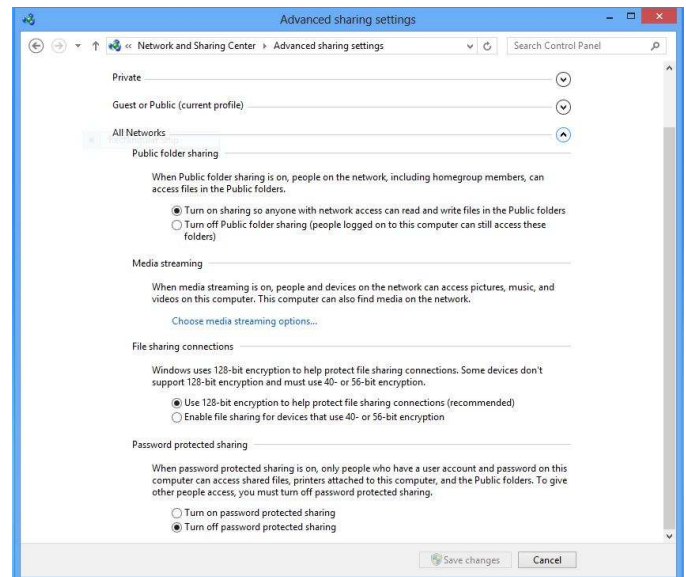 Advanced sharing settings
« Network and Sharing Center ▸ Advanced sharing settings
Search Control Panel
Private
Guest or Public (current profile)
All Networks
Public folder sharing
When Public folder sharing is on, people on the network, including homegroup members, can
access files in the Public folders.
Turn on sharing so anyone with network access can read and write files in the Public folders
Turn off Public folder sharing (people logged on to this computer can still access these
folders)
Media streaming
When media streaming is on, people and devices on the network can access pictures, music, and
videos on this computer. This computer can also find media on the network.
Choose media streaming options...
File sharing connections
Windows uses 128-bit encryption to help protect file sharing connections. Some devices don't
support 128-bit encryption and must use 40- or 56-bit encryption.
Use 128-bit encryption to help protect file sharing connections (recommended)
Enable file sharing for devices that use 40- or 56-bit encryption
Password protected sharing
When password protected sharing is on, only people who have a user account and password on this
computer can access shared files, printers attached to this computer, and the Public folders. To give
other people access, you must turn off password protected sharing.
Turn on password protected sharing
Turn off password protected sharing
Save changes
Cancel